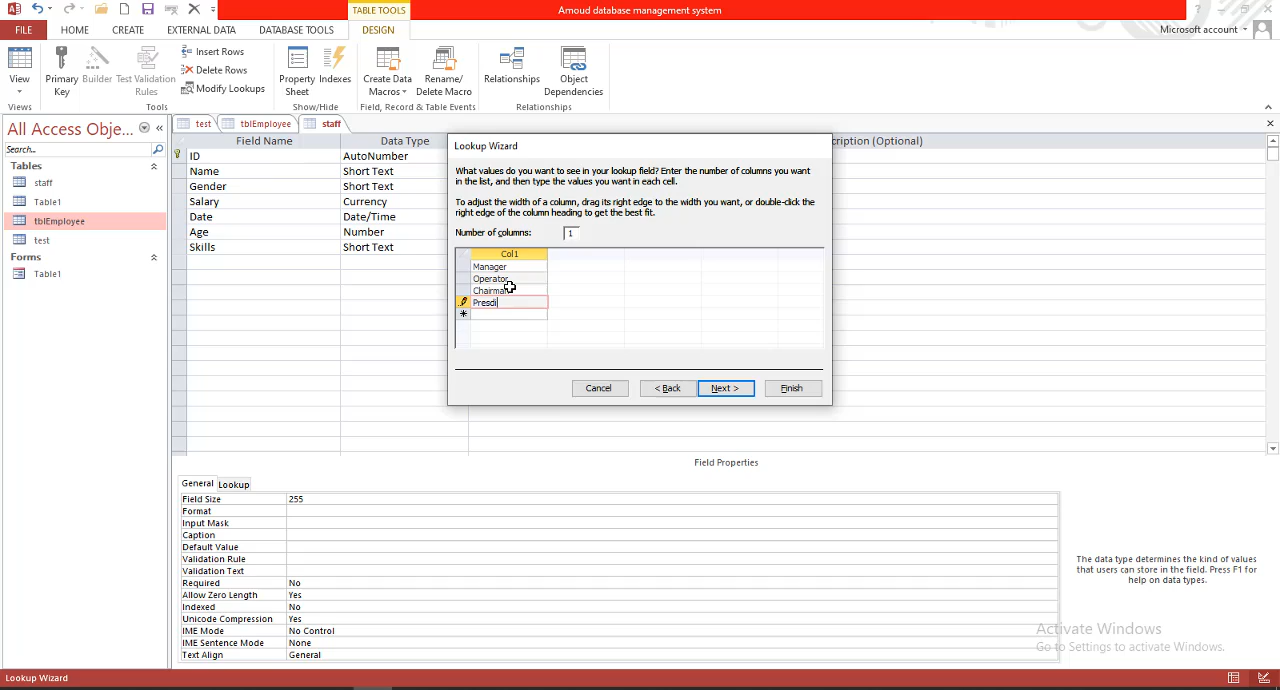 TABLE TOOLS
Amoud database management system
FILE
HOME
CREATE
EXTERNAL DATA
DATABASE TOOLS
DESIGN
Microsoft account
View
Primary Key
Builder
Test Validation Rules
Insert Rows
Delete Rows
Modify Lookups
Property Sheet
Indexes
Create Data Macros
Rename/ Delete Macro
Relationships
Object Dependencies
Views
Tools
Show/Hide
Field, Record & Table Events
Relationships
All Access Obje...
Search...
Tables
staff
Table1
tblEmployee
test
Forms
Table1
test
tblEmployee
staff
Field Name
Data Type
cription (Optional)
ID
AutoNumber
Name
Short Text
Gender
Short Text
Salary
Currency
Date
Date/Time
Age
Number
Skills
Short Text
Lookup Wizard
What values do you want to see in your lookup field? Enter the number of columns you want
in the list, and then type the values you want in each cell.
To adjust the width of a column, drag its right edge to the width you want, or double-click the
right edge of the column heading to get the best fit.
Number of columns:
1
Col1
Manager
Operator
Chairman
Presdi
Cancel
< Back
Next >
Finish
Field Properties
General
Lookup
Field Size
255
Format
Input Mask
Caption
Default Value
Validation Rule
Validation Text
Required
No
Allow Zero Length
Yes
Indexed
No
Unicode Compression
Yes
IME Mode
No Control
IME Sentence Mode
None
Text Align
General
The data type determines the kind of values
that users can store in the field. Press F1 for
help on data types.
Activate Windows
Go to Settings to activate Windows.
Lookup Wizard